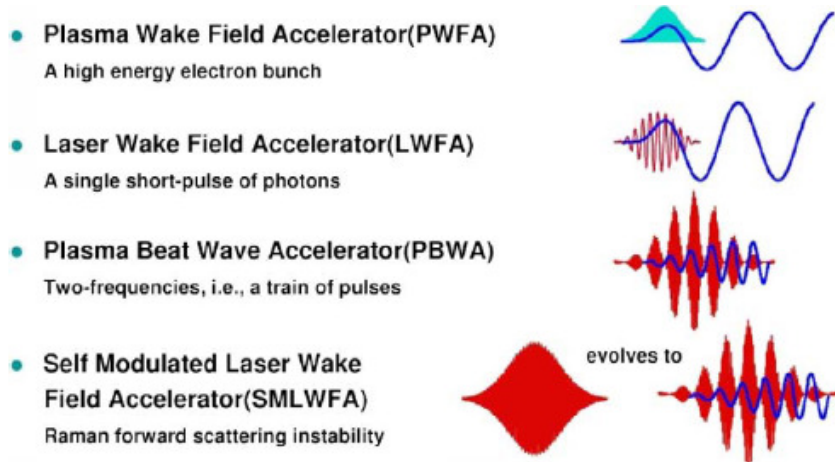 Plasma Wake Field Accelerator(PWFA)
A high energy electron bunch
Laser Wake Field Accelerator(LWFA)
A single short-pulse of photons
Plasma Beat Wave Accelerator(PBWA)
Two-frequencies, i.e., a train of pulses
Self Modulated Laser Wake
Field Accelerator(SMLWFA)
Raman forward scattering instability
evolves to